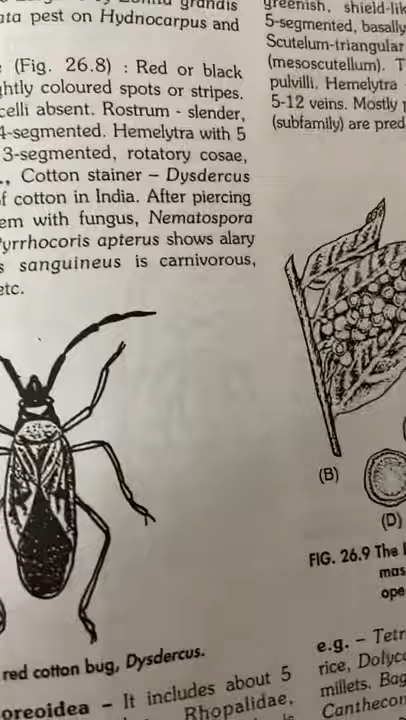 grandis
ata pest on Hydnocarpus and
(Fig. 26.8) : Red or black
ghtly coloured spots or stripes.
celli absent. Rostrum - slender,
4-segmented. Hemelytra with 5
3-segmented, rotatory cosae,
., Cotton stainer – Dysdercus
f cotton in India. After piercing
em with fungus, Nematospora
Pyrrhocoris apterus shows alary
s sanguineus is carnivorous,
etc.
red cotton bug, Dysdercus.
oreoidea – It includes about 5
Rhopalidae,
greenish, shield-lik
5-segmented, basally
Scutelum-triangular
(mesoscutellum). T
pulvilli. Hemelytra
5-12 veins. Mostly
(subfamily) are pred
(B)
(D)
FIG. 26.9 The
mas
ope
e.g. – Tetr
rice, Dolyc
millets, Bag
Canthecon